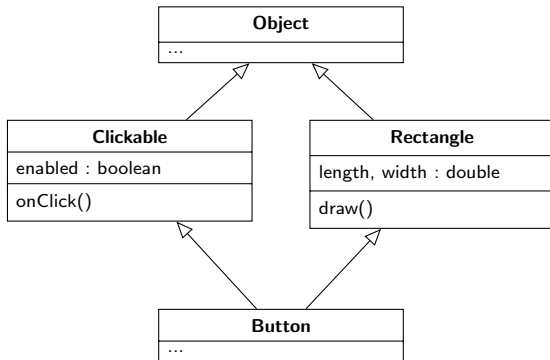 Object
...
Clickable
enabled : boolean
onClick()
Rectangle
length, width : double
draw()
Button
...